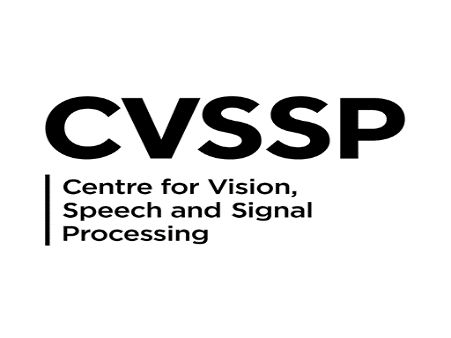 CVSSP
Centre for Vision,
Speech and Signal
Processing